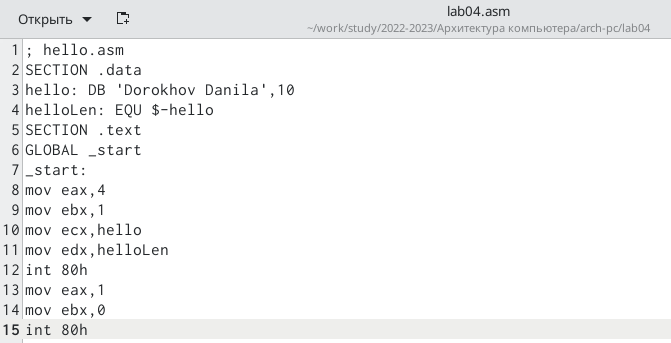 Открыть
lab04.asm
~/work/study/2022-2023/Архитектура компьютера/arch-pc/lab04
1 ; hello.asm
2 SECTION .data
3 hello: DB 'Dorokhov Danila',10
4 helloLen: EQU $-hello
5 SECTION .text
6 GLOBAL _start
7 _start:
8 mov eax,4
9 mov ebx,1
10 mov ecx,hello
11 mov edx,helloLen
12 int 80h
13 mov eax,1
14 mov ebx,0
15 int 80h